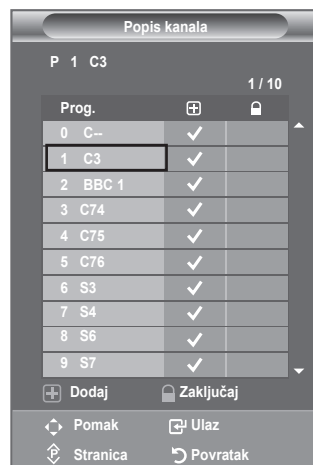 Popis kanala
P 1 C3
1 / 10
Prog.
0 C--
1 C3
2 BBC 1
3 C74
4 C75
5 C76
6 S3
7 S4
8 S6
9 S7
Dodaj Zaključaj
Pomak Ulaz
Stranica Povratak